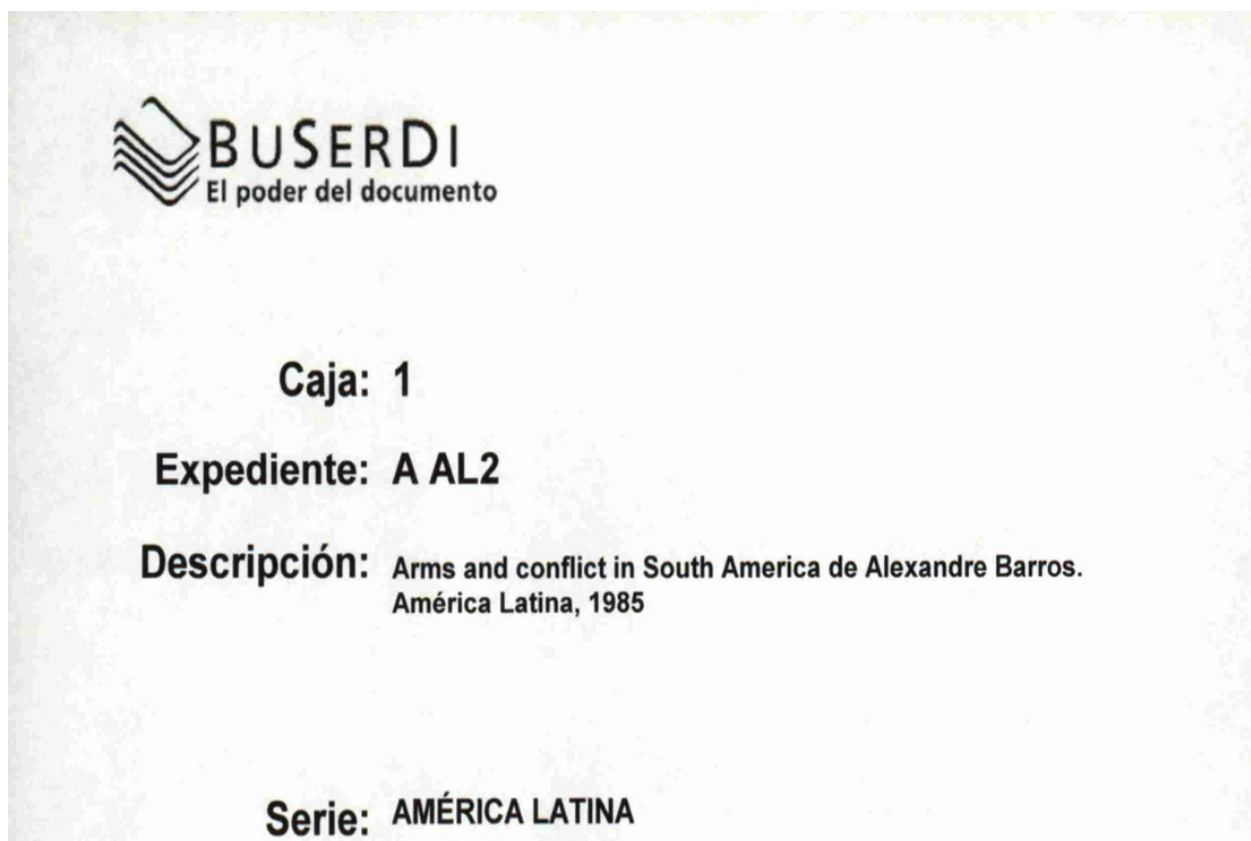 BUSERDI
El poder del documento
Caja: 1
Expediente: A AL2
Descripción: Arms and conflict in South America de Alexandre Barros.
América Latina, 1985
Serie: AMÉRICA LATINA